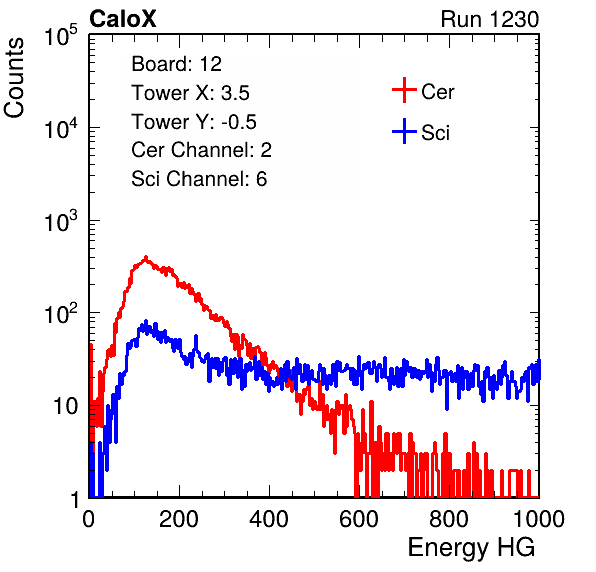 CaloX Run 1230
Counts
10^5
10^4
10^3
10^2
10
1
Board: 12
Tower X: 3.5
Tower Y: -0.5
Cer Channel: 2
Sci Channel: 6
Cer
Sci
0 200 400 600 800 1000
Energy HG